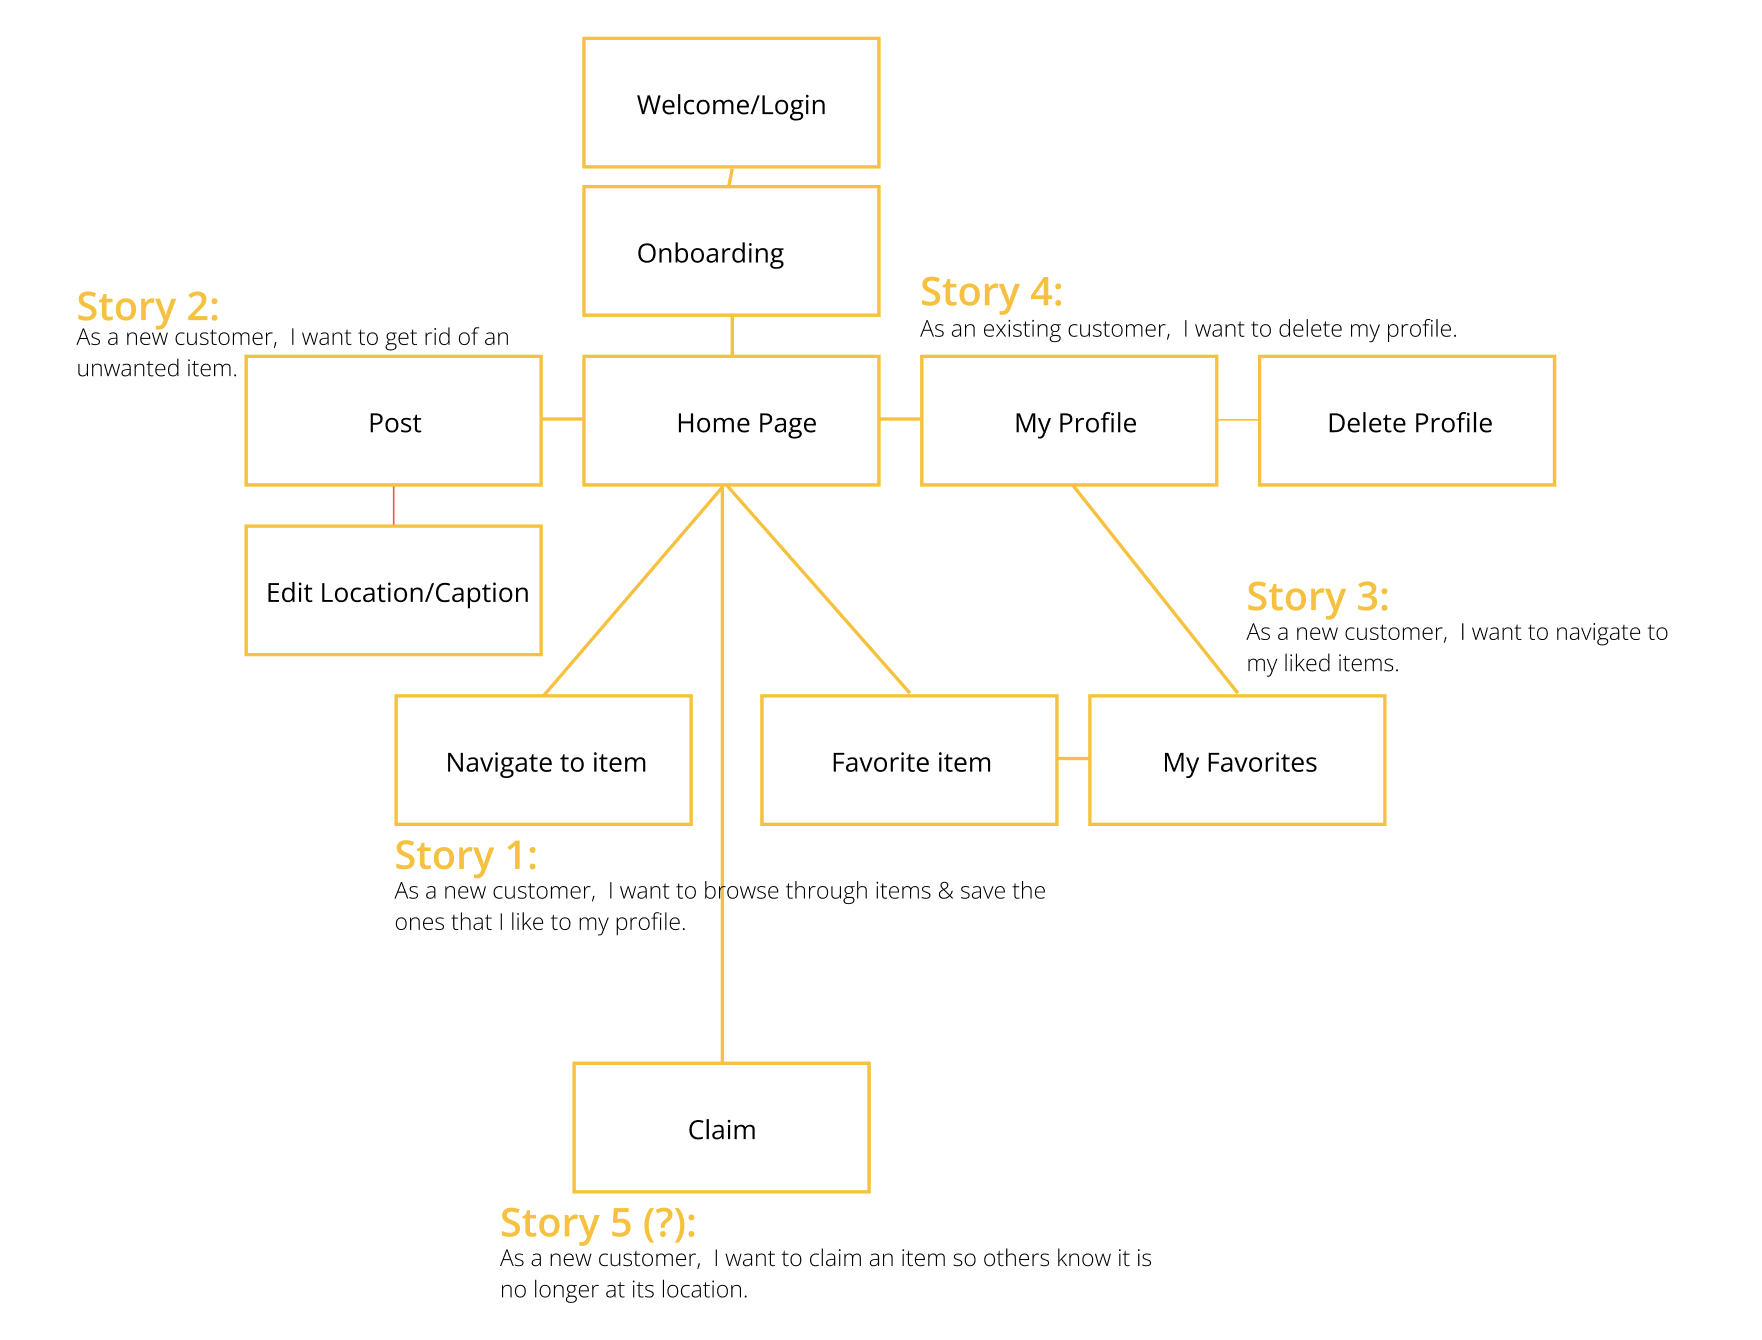 Welcome/Login
Onboarding
Story 2:
As a new customer,  I want to get rid of an
unwanted item.
Story 4:
As an existing customer,  I want to delete my profile.
Post
Home Page
My Profile
Delete Profile
Edit Location/Caption
Story 3:
As a new customer,  I want to navigate to
my liked items.
Navigate to item
Favorite item
My Favorites
Story 1:
As a new customer,  I want to browse through items & save the
ones that I like to my profile.
Claim
Story 5 (?):
As a new customer,  I want to claim an item so others know it is
no longer at its location.